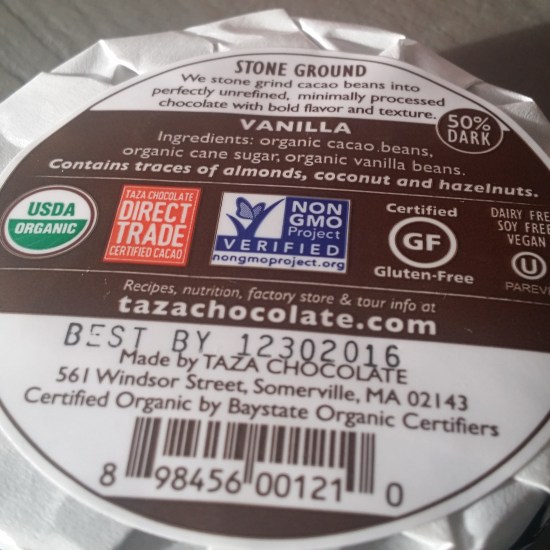 STONE GROUND
We stone grind cacao beans into
perfectly unrefined, minimally processed
chocolate with bold flavor and texture.
50%
DARK
VANILLA
Ingredients: organic cacao beans,
organic cane sugar, organic vanilla beans.
Contains traces of almonds, coconut and hazelnuts.
USDA
ORGANIC
TAZA CHOCOLATE
DIRECT
TRADE
CERTIFIED CACAO
NON
GMO
Project
VERIFIED
nongmoproject.org
Certified
GF
Gluten-Free
DAIRY FRE
SOY FREE
VEGAN
U
PAREV
Recipes, nutrition, factory store & tour info at
tazachocolate.com
BEST BY 12302016
Made by TAZA CHOCOLATE
561 Windsor Street, Somerville, MA 02143
Certified Organic by Baystate Organic Certifiers
8 98456 00121 0